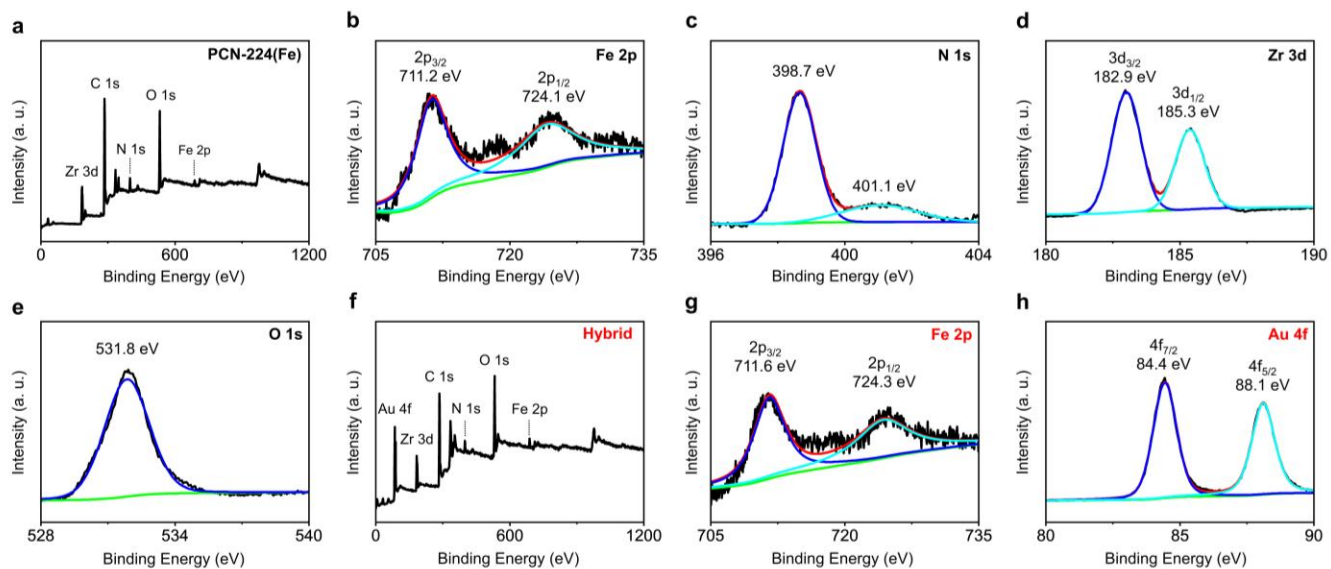 a
PCN-224(Fe)
C 1s
O 1s
N 1s
Fe 2p
Zr 3d
Intensity (a. u.)
0 600 1200
Binding Energy (eV)
b
Fe 2p
2p3/2
711.2 eV
2p1/2
724.1 eV
Intensity (a. u.)
705 720 735
Binding Energy (eV)
c
N 1s
398.7 eV
401.1 eV
Intensity (a. u.)
396 400 404
Binding Energy (eV)
d
Zr 3d
3d3/2
182.9 eV
3d1/2
185.3 eV
Intensity (a. u.)
180 185 190
Binding Energy (eV)
e
O 1s
531.8 eV
Intensity (a. u.)
528 534 540
Binding Energy (eV)
f
Hybrid
O 1s
C 1s
Au 4f
N 1s
Fe 2p
Zr 3d
Intensity (a. u.)
0 600 1200
Binding Energy (eV)
g
Fe 2p
2p3/2
711.6 eV
2p1/2
724.3 eV
Intensity (a. u.)
705 720 735
Binding Energy (eV)
h
Au 4f
4f7/2
84.4 eV
4f5/2
88.1 eV
Intensity (a. u.)
80 85 90
Binding Energy (eV)